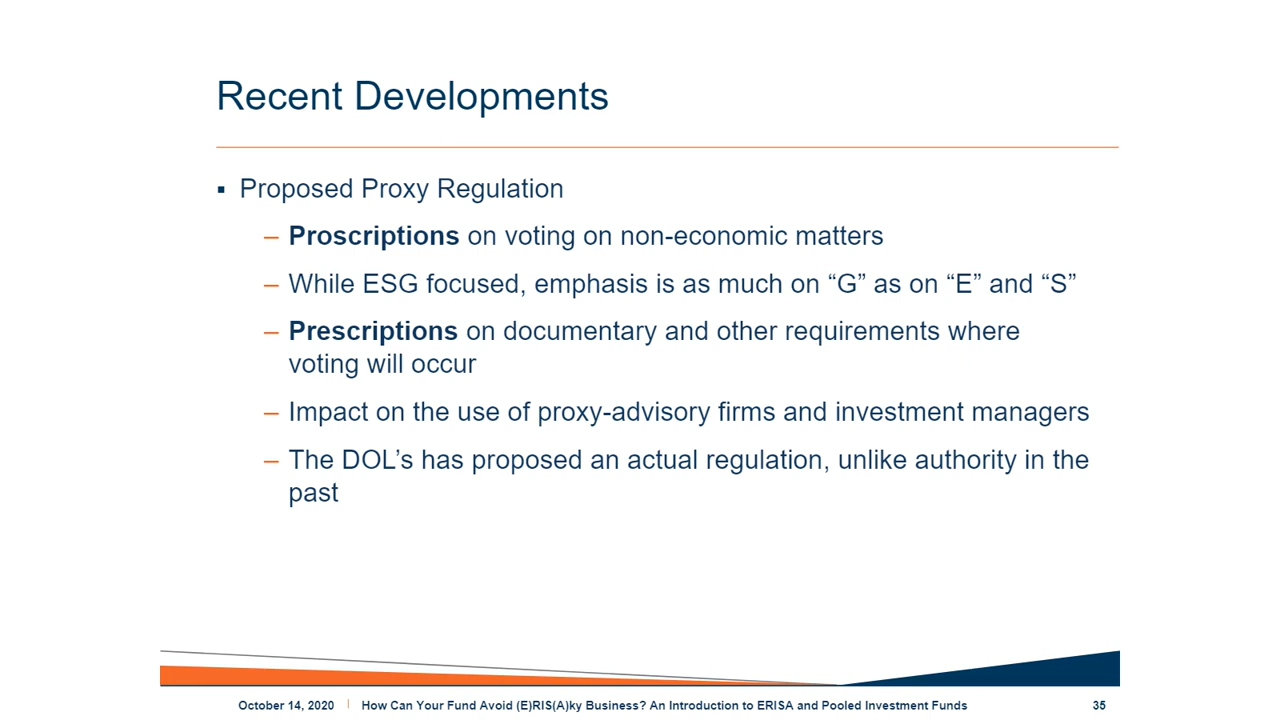 Recent Developments
▪ Proposed Proxy Regulation
– Proscriptions on voting on non-economic matters
– While ESG focused, emphasis is as much on “G” as on “E” and “S”
– Prescriptions on documentary and other requirements where
voting will occur
– Impact on the use of proxy-advisory firms and investment managers
– The DOL’s has proposed an actual regulation, unlike authority in the
past
October 14, 2020 | How Can Your Fund Avoid (E)RIS(A)ky Business? An Introduction to ERISA and Pooled Investment Funds 35